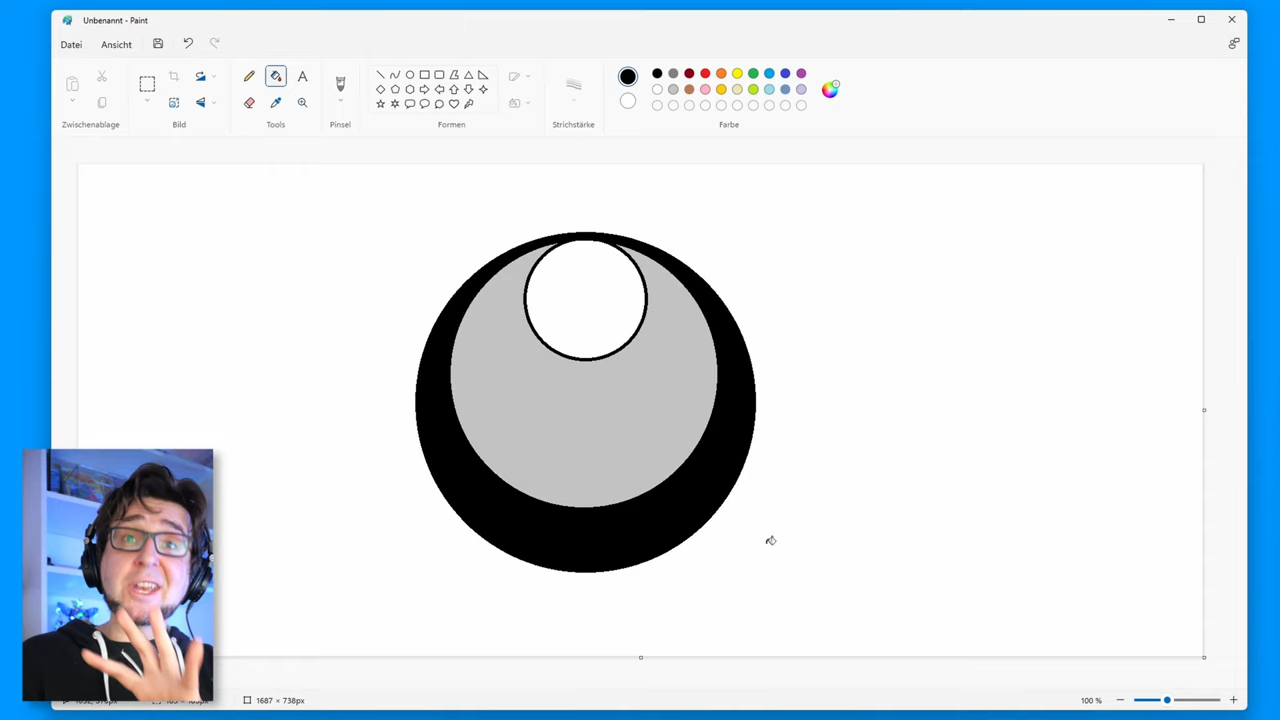 Unbenannt - Paint
Datei
Ansicht
A
Zwischenablage
Bild
Tools
Pinsel
Formen
Strichstärke
Farbe
1687 × 738px
100 %